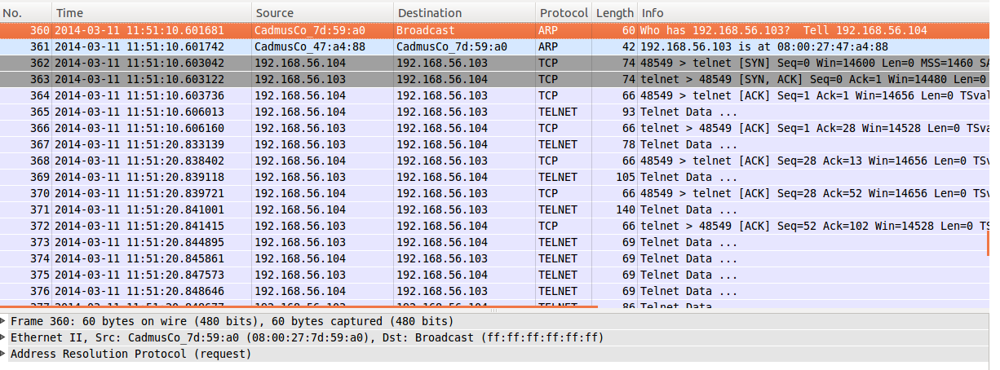 No. Time Source Destination Protocol Length Info
360 2014-03-11 11:51:10.601681 CadmusCo_7d:59:a0 Broadcast ARP 60 Who has 192.168.56.103? Tell 192.168.56.104
361 2014-03-11 11:51:10.601742 CadmusCo_47:a4:88 CadmusCo_7d:59:a0 ARP 42 192.168.56.103 is at 08:00:27:47:a4:88
362 2014-03-11 11:51:10.603042 192.168.56.104 192.168.56.103 TCP 74 48549 > telnet [SYN] Seq=0 Win=14600 Len=0 MSS=1460 SA
363 2014-03-11 11:51:10.603122 192.168.56.103 192.168.56.104 TCP 74 telnet > 48549 [SYN, ACK] Seq=0 Ack=1 Win=14480 Len=0
364 2014-03-11 11:51:10.603736 192.168.56.104 192.168.56.103 TCP 66 48549 > telnet [ACK] Seq=1 Ack=1 Win=14656 Len=0 TSval
365 2014-03-11 11:51:10.606013 192.168.56.104 192.168.56.103 TELNET 93 Telnet Data ...
366 2014-03-11 11:51:10.606160 192.168.56.103 192.168.56.104 TCP 66 telnet > 48549 [ACK] Seq=1 Ack=28 Win=14528 Len=0 TSva
367 2014-03-11 11:51:20.833139 192.168.56.103 192.168.56.104 TELNET 78 Telnet Data ...
368 2014-03-11 11:51:20.838402 192.168.56.104 192.168.56.103 TCP 66 48549 > telnet [ACK] Seq=28 Ack=13 Win=14656 Len=0 TSv
369 2014-03-11 11:51:20.839118 192.168.56.103 192.168.56.104 TELNET 105 Telnet Data ...
370 2014-03-11 11:51:20.839721 192.168.56.104 192.168.56.103 TCP 66 48549 > telnet [ACK] Seq=28 Ack=52 Win=14656 Len=0 TSv
371 2014-03-11 11:51:20.841001 192.168.56.104 192.168.56.103 TELNET 140 Telnet Data ...
372 2014-03-11 11:51:20.841415 192.168.56.103 192.168.56.104 TCP 66 telnet > 48549 [ACK] Seq=52 Ack=102 Win=14528 Len=0 TS
373 2014-03-11 11:51:20.844895 192.168.56.103 192.168.56.104 TELNET 69 Telnet Data ...
374 2014-03-11 11:51:20.845861 192.168.56.104 192.168.56.103 TELNET 69 Telnet Data ...
375 2014-03-11 11:51:20.847573 192.168.56.103 192.168.56.104 TELNET 69 Telnet Data ...
376 2014-03-11 11:51:20.848646 192.168.56.104 192.168.56.103 TELNET 69 Telnet Data ...
377 2014-03-11 192.168.56.103 192.168.56.104 TELNET 86 Telnet Data
Frame 360: 60 bytes on wire (480 bits), 60 bytes captured (480 bits)
Ethernet II, Src: CadmusCo_7d:59:a0 (08:00:27:7d:59:a0), Dst: Broadcast (ff:ff:ff:ff:ff:ff)
Address Resolution Protocol (request)